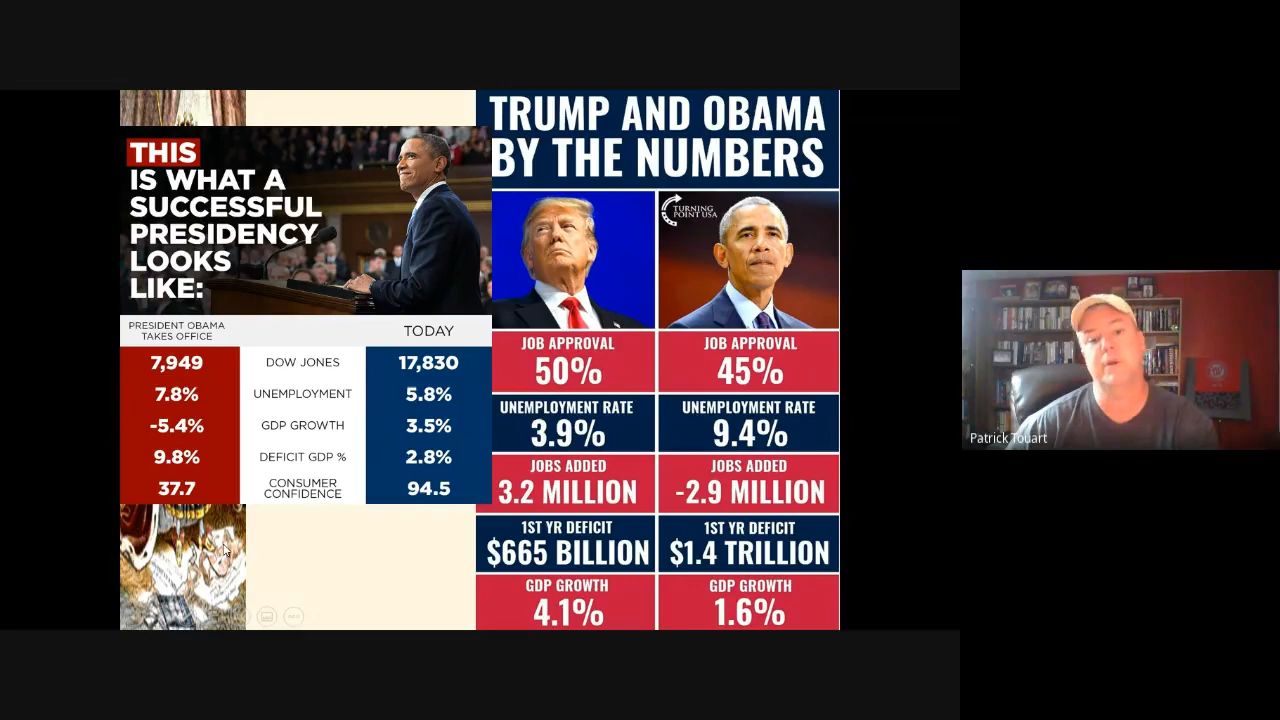 THIS
IS WHAT A
SUCCESSFUL
PRESIDENCY
LOOKS
LIKE:
PRESIDENT OBAMA
TAKES OFFICE
TODAY
7,949 DOW JONES 17,830
7.8% UNEMPLOYMENT 5.8%
-5.4% GDP GROWTH 3.5%
9.8% DEFICIT GDP % 2.8%
37.7 CONSUMER CONFIDENCE 94.5
TRUMP AND OBAMA
BY THE NUMBERS
TURNING
POINT USA
JOB APPROVAL JOB APPROVAL
50% 45%
UNEMPLOYMENT RATE UNEMPLOYMENT RATE
3.9% 9.4%
JOBS ADDED JOBS ADDED
3.2 MILLION -2.9 MILLION
1ST YR DEFICIT 1ST YR DEFICIT
$665 BILLION $1.4 TRILLION
GDP GROWTH GDP GROWTH
4.1% 1.6%
Patrick Touart